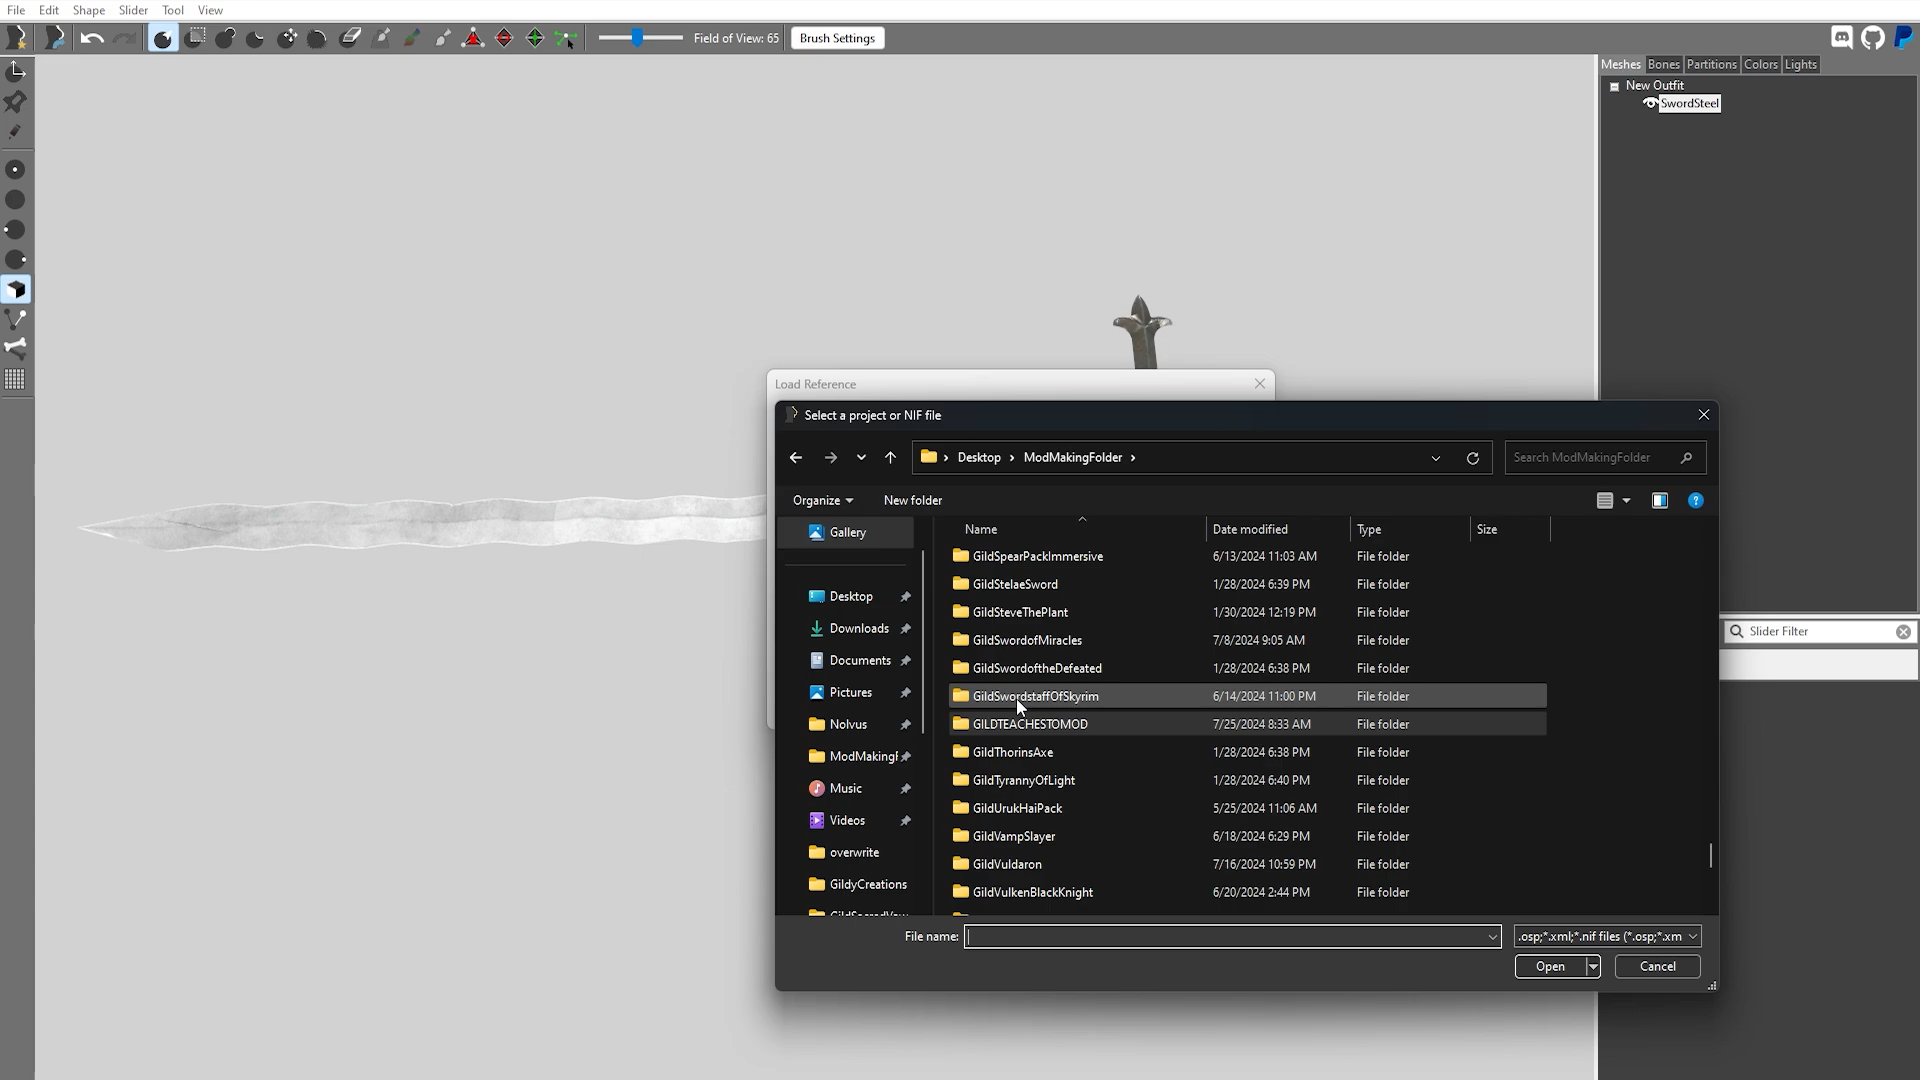 File Edit Shape Slider Tool View
Field of View: 65 Brush Settings
Meshes Bones Partitions Colors Lights
New Outfit
SwordSteel
Load Reference
Select a project or NIF file
Desktop ModMakingFolder Search ModMakingFolder
Organize New folder
Name Date modified Type Size
Gallery
Desktop
Downloads
Documents
Pictures
Nolvus
ModMakingF
Music
Videos
overwrite
GildyCreations
GildSpearPackImmersive 6/13/2024 11:03 AM File folder
GildStelaeSword 1/28/2024 6:39 PM File folder
GildSteveThePlant 1/30/2024 12:19 PM File folder
GildSwordofMiracles 7/8/2024 9:05 AM File folder
GildSwordoftheDefeated 1/28/2024 6:38 PM File folder
GildSwordstaffOfSkyrim 6/14/2024 11:00 PM File folder
GILDTEACHESTOMOD 7/25/2024 8:33 AM File folder
GildThorinsAxe 1/28/2024 6:38 PM File folder
GildTyrannyOfLight 1/28/2024 6:40 PM File folder
GildUrukHaiPack 5/25/2024 11:06 AM File folder
GildVampSlayer 6/18/2024 6:29 PM File folder
GildVuldaron 7/16/2024 10:59 PM File folder
GildVulkenBlackKnight 6/20/2024 2:44 PM File folder
File name: .osp;*.xml;*.nif files (*.osp;*.xm
Open Cancel
Slider Filter